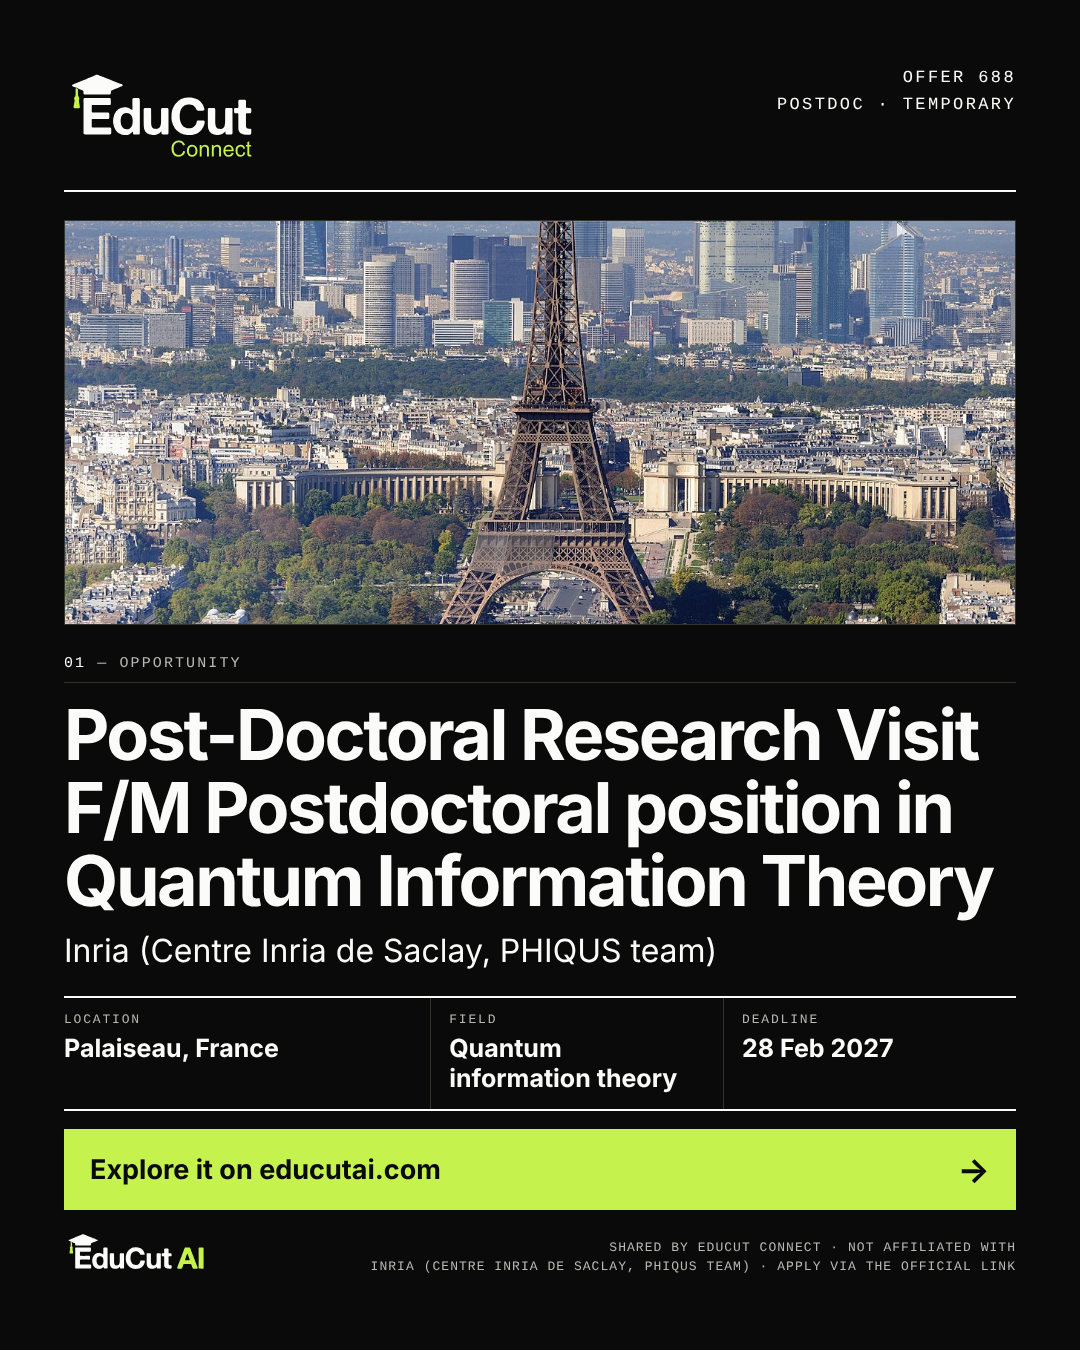 EduCut
Connect
OFFER 688
POSTDOC · TEMPORARY
01 — OPPORTUNITY
Post-Doctoral Research Visit
F/M Postdoctoral position in
Quantum Information Theory
Inria (Centre Inria de Saclay, PHIQUS team)
LOCATION
Palaiseau, France
FIELD
Quantum
information theory
DEADLINE
28 Feb 2027
Explore it on educutai.com →
EduCut AI
SHARED BY EDUCUT CONNECT · NOT AFFILIATED WITH
INRIA (CENTRE INRIA DE SACLAY, PHIQUS TEAM) · APPLY VIA THE OFFICIAL LINK